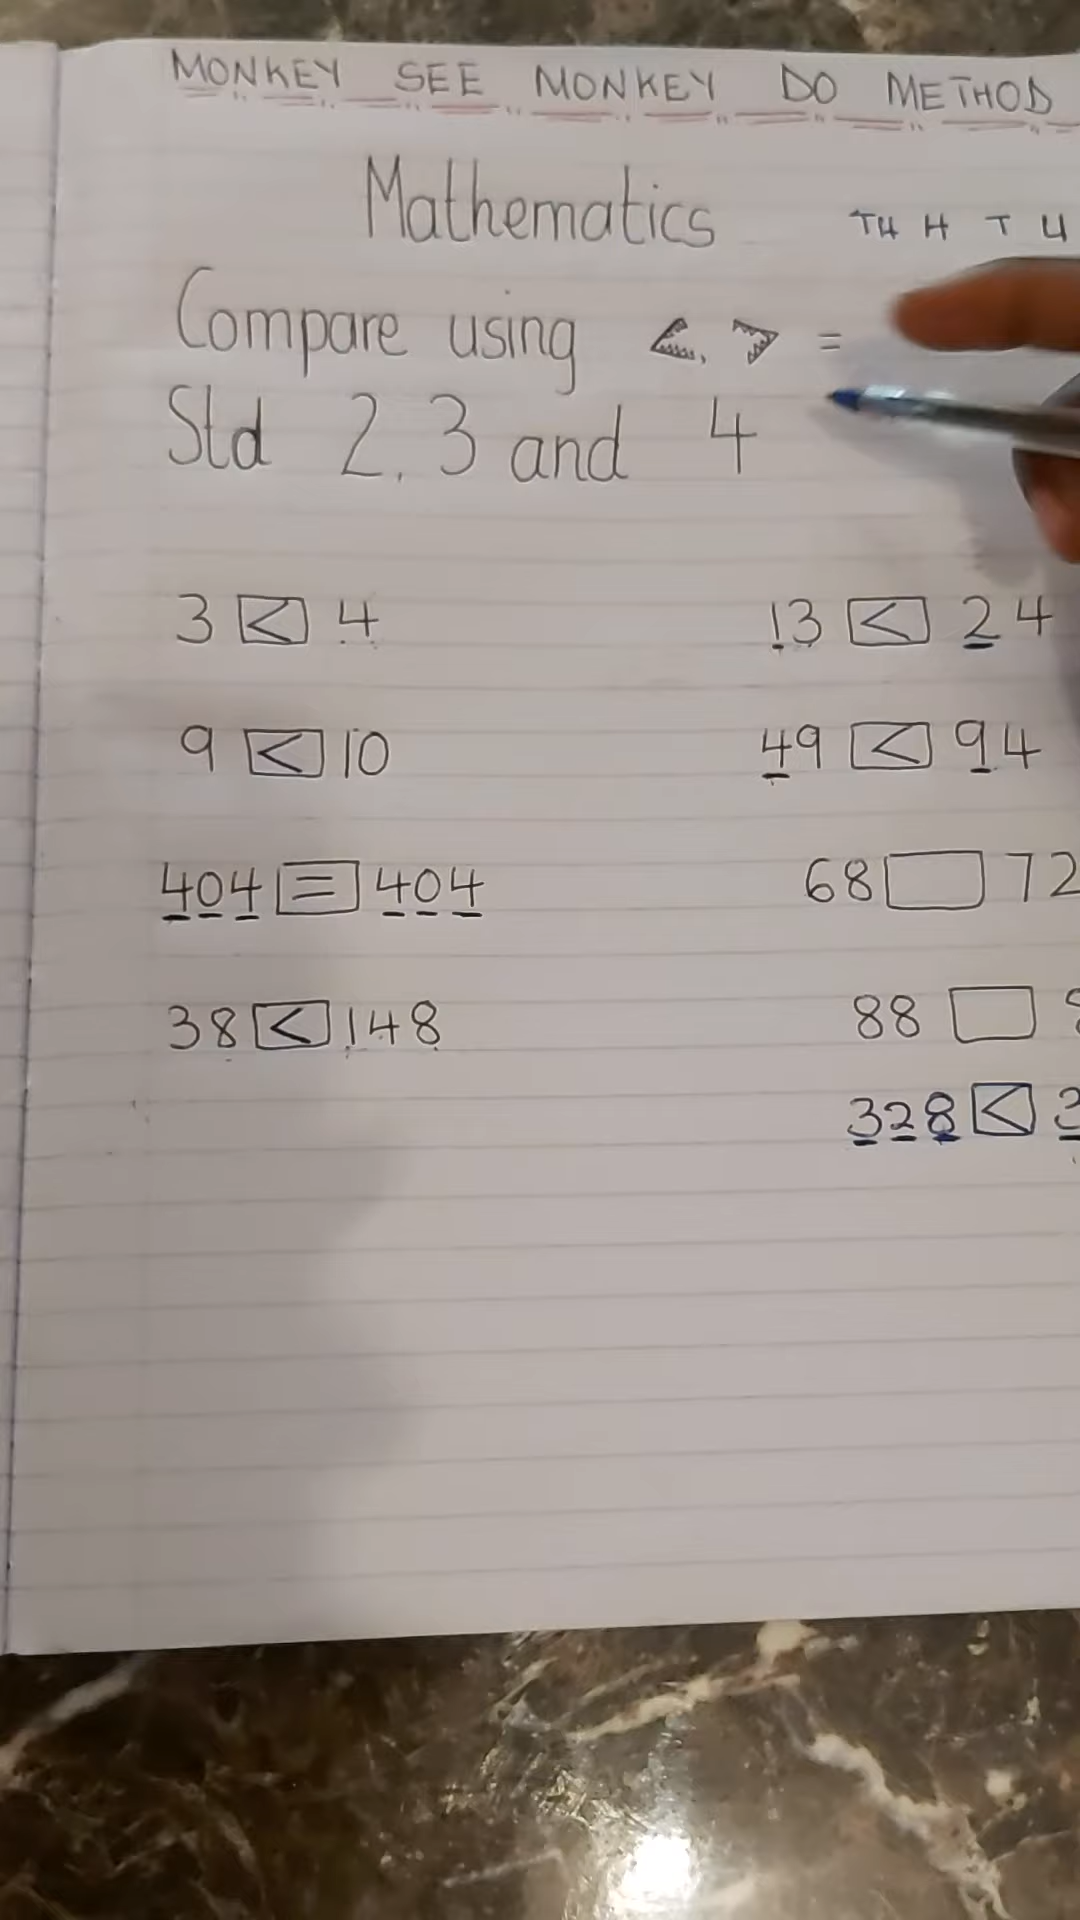 MONKEY SEE MONKEY DO METHOD
Mathematics TH H T U
Compare using <, > =
Std 2, 3 and 4
3 < 4 13 < 24
9 < 10 49 < 94
404 = 404 68 72
38 < 148 88
328 < 3